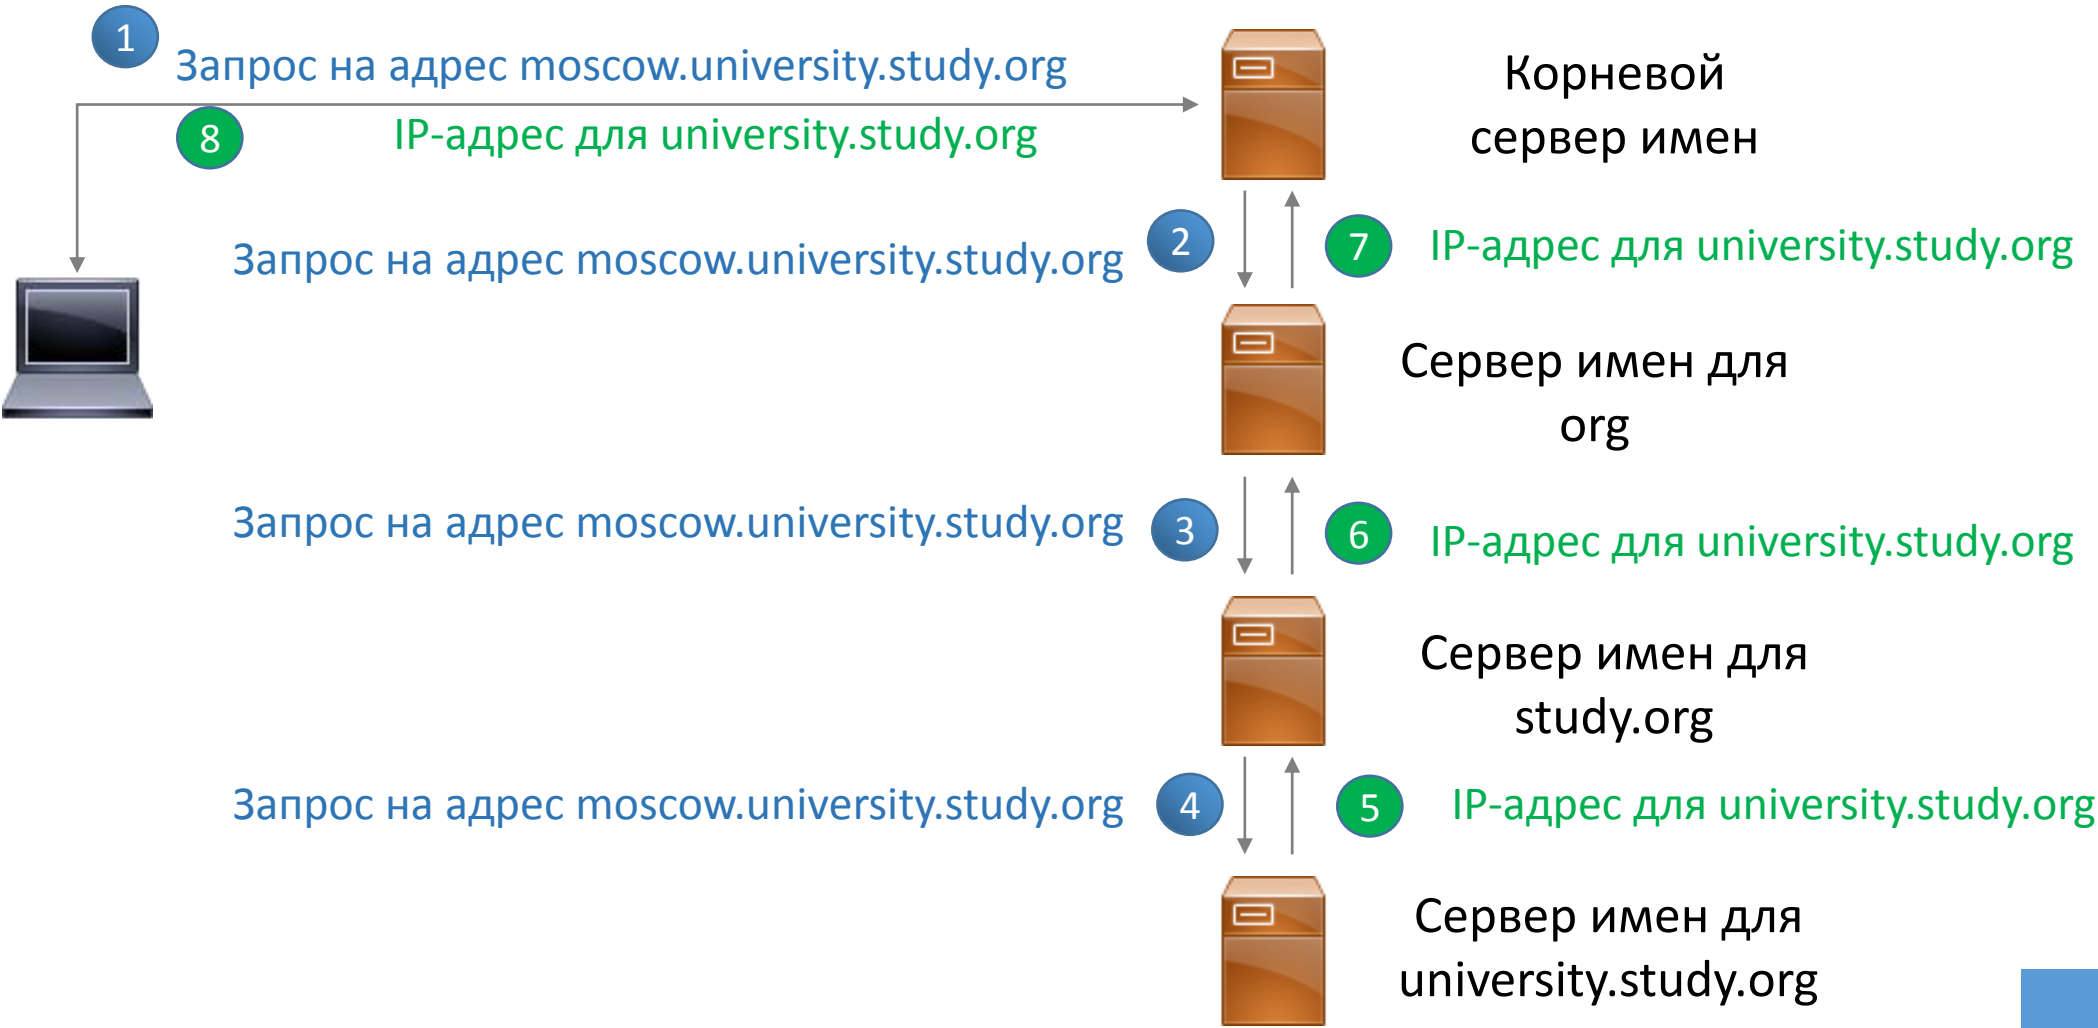 1
Запрос на адрес moscow.university.study.org
8
IP-адрес для university.study.org
Корневой
сервер имен
Запрос на адрес moscow.university.study.org
2
7
IP-адрес для university.study.org
Сервер имен для
org
Запрос на адрес moscow.university.study.org
3
6
IP-адрес для university.study.org
Сервер имен для
study.org
Запрос на адрес moscow.university.study.org
4
5
IP-адрес для university.study.org
Сервер имен для
university.study.org